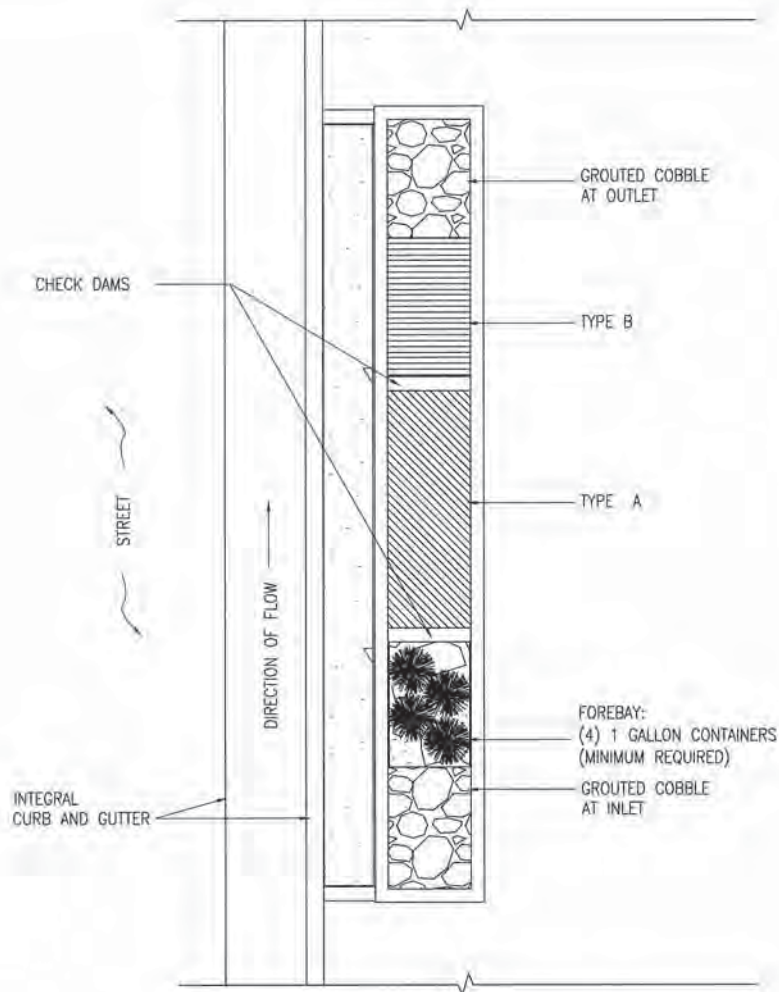 GROUTED COBBLE
AT OUTLET
CHECK DAMS
TYPE B
STREET
TYPE A
DIRECTION OF FLOW
FOREBAY:
(4) 1 GALLON CONTAINERS
(MINIMUM REQUIRED)
GROUTED COBBLE
AT INLET
INTEGRAL
CURB AND GUTTER